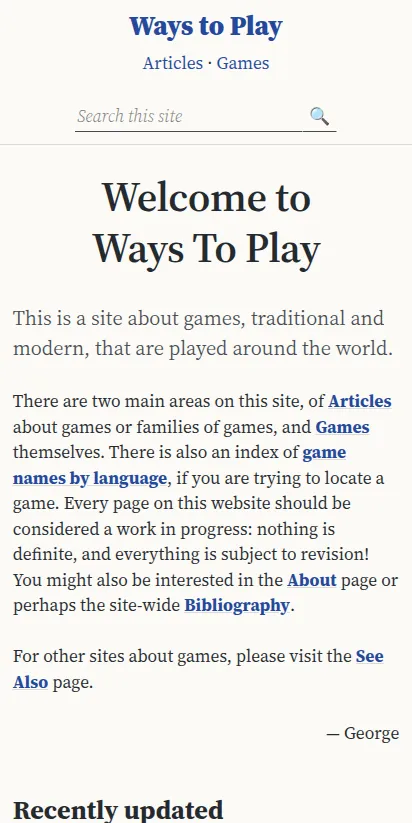 Ways to Play
Articles · Games
Search this site 🔍
Welcome to
Ways To Play
This is a site about games, traditional and
modern, that are played around the world.
There are two main areas on this site, of Articles
about games or families of games, and Games
themselves. There is also an index of game
names by language, if you are trying to locate a
game. Every page on this website should be
considered a work in progress: nothing is
definite, and everything is subject to revision!
You might also be interested in the About page or
perhaps the site-wide Bibliography.
For other sites about games, please visit the See
Also page.
— George
Recently updated